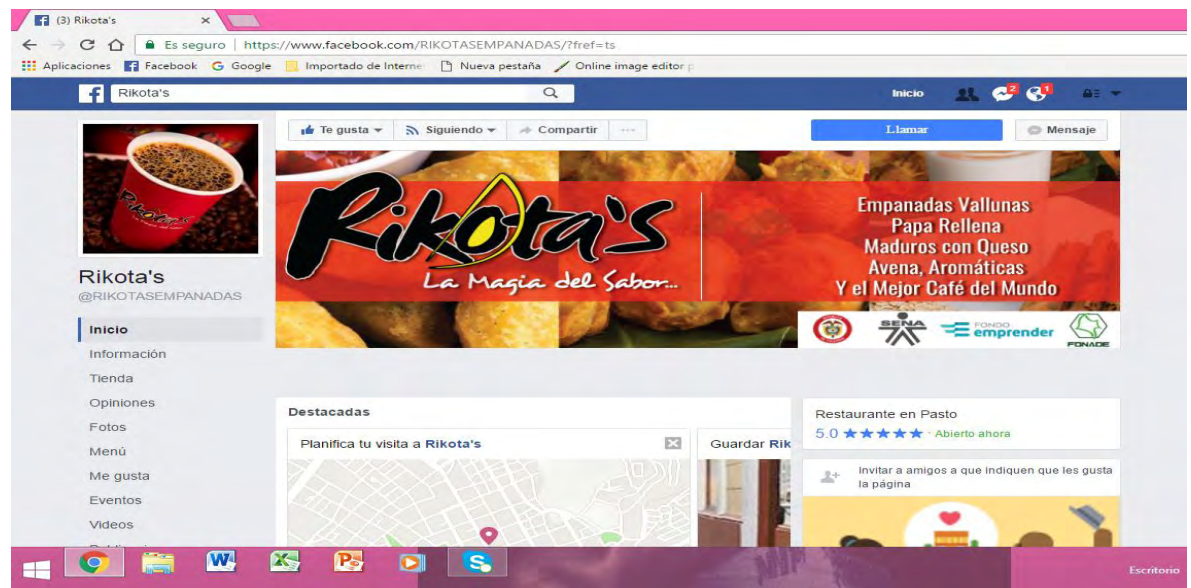 (3) Rikota's
Es seguro | https://www.facebook.com/RIKOTASEMPANADAS/?fref=ts
Aplicaciones Facebook Google Importado de Interne Nueva pestaña Online image editor
Rikota's
Inicio
2
1
Te gusta Siguiendo Compartir ...
Llamar
Mensaje
Rikota's
Rikota's
La Magia del Sabor...
Empanadas Vallunas
Papa Rellena
Maduros con Queso
Avena, Aromáticas
Y el Mejor Café del Mundo
SENA
FONDO
emprender
FONADE
Rikota's
@RIKOTASEMPANADAS
Inicio
Información
Tienda
Opiniones
Fotos
Menú
Me gusta
Eventos
Videos
Destacadas
Planifica tu visita a Rikota's
Guardar Rik
Restaurante en Pasto
5.0 ★★★★★ · Abierto ahora
Invitar a amigos a que indiquen que les gusta
la página
Escritorio